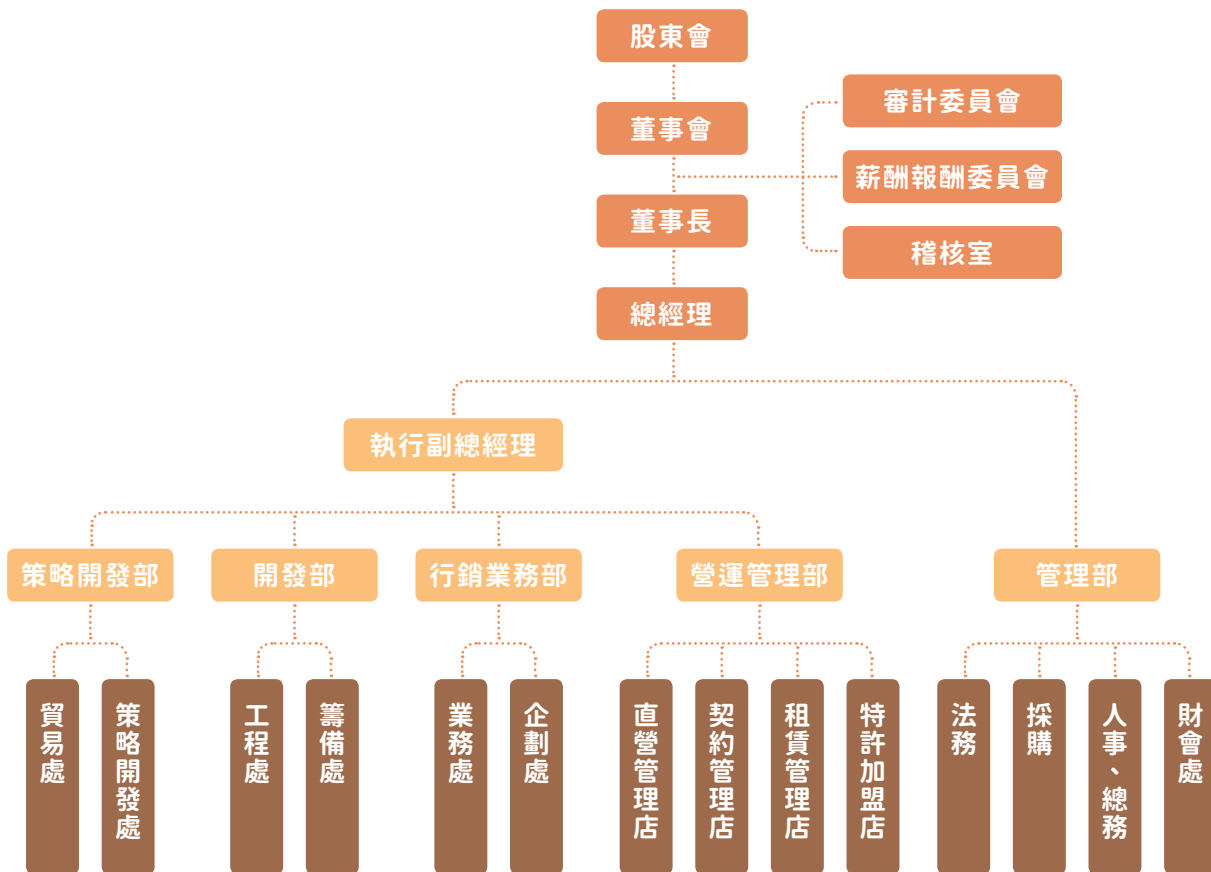 股東會
董事會
審計委員會
薪酬報酬委員會
董事長
稽核室
總經理
執行副總經理
策略開發部
開發部
行銷業務部
營運管理部
管理部
貿易處
策略開發處
工程處
籌備處
業務處
企劃處
直營管理店
契約管理店
租賃管理店
特許加盟店
法務
採購
人事、總務
財會處